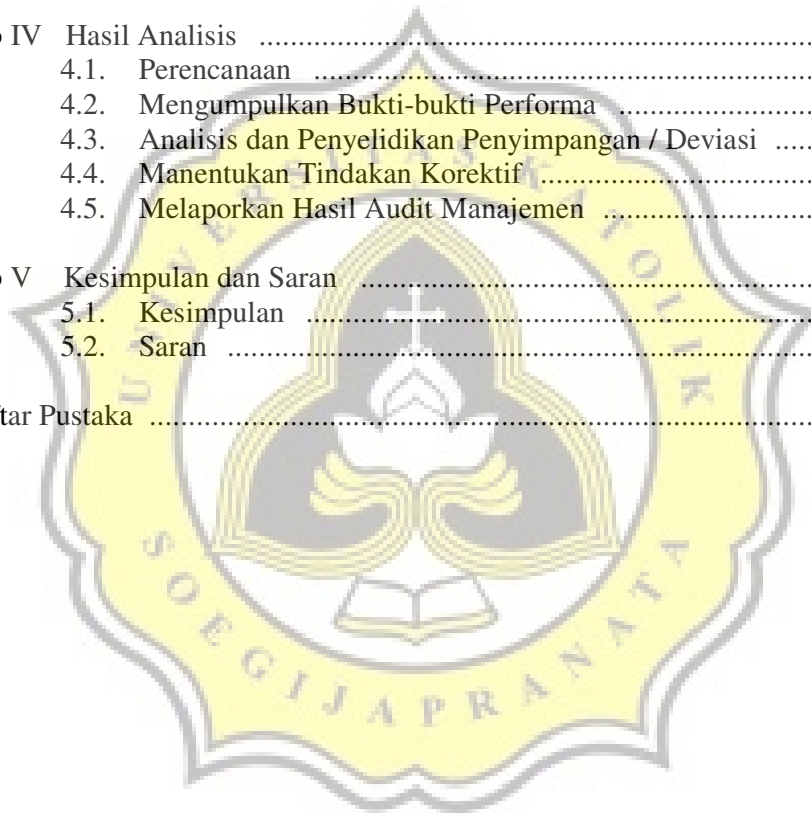 IV Hasil Analisis ................................................................
4.1. Perencanaan ................................................................
4.2. Mengumpulkan Bukti-bukti Performa ............................
4.3. Analisis dan Penyelidikan Penyimpangan / Deviasi .....
4.4. Manentukan Tindakan Korektif ...................................
4.5. Melaporkan Hasil Audit Manajemen ...........................
V Kesimpulan dan Saran ..........................................................
5.1. Kesimpulan ................................................................
5.2. Saran ..........................................................................
tar Pustaka .....................................................................................
UNIVERSITAS KATOLIK
SOEGIJAPRANATA